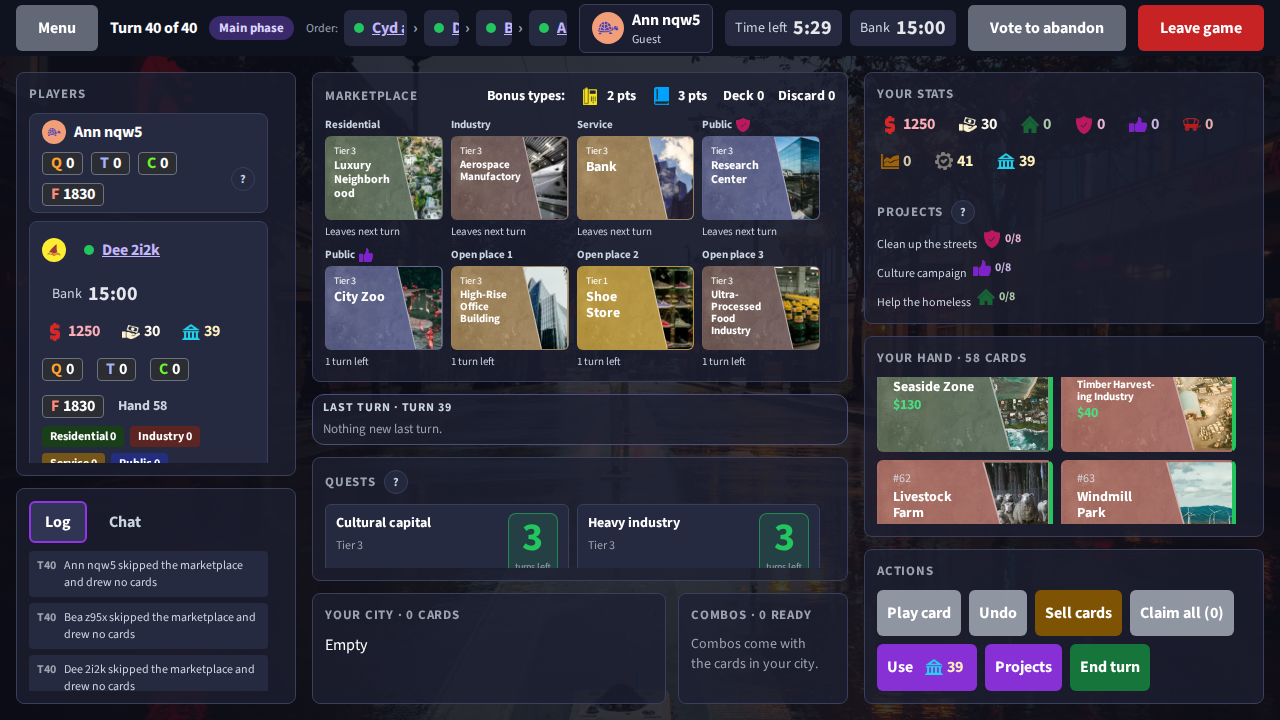 Menu
Turn 40 of 40
Main phase
Order:
Ann nqw5
Guest
Time left 5:29
Bank 15:00
Vote to abandon
Leave game
PLAYERS
Ann nqw5
Q 0
T 0
C 0
F 1830
?
Dee 2i2k
Bank 15:00
1250
30
39
Q 0
T 0
C 0
F 1830
Hand 58
Residential 0
Industry 0
Service 0
Public 0
Log
Chat
T40 Ann nqw5 skipped the marketplace
and drew no cards
T40 Bea z95x skipped the marketplace and
drew no cards
T40 Dee 2i2k skipped the marketplace and
drew no cards
MARKETPLACE
Bonus types:
2 pts
3 pts
Deck 0
Discard 0
Residential
Industry
Service
Public
Tier 3
Luxury
Neighborh
ood
Tier 3
Aerospace
Manufactory
Tier 3
Bank
Tier 3
Research
Center
Leaves next turn
Leaves next turn
Leaves next turn
Leaves next turn
Public
Open place 1
Open place 2
Open place 3
Tier 3
City Zoo
Tier 3
High-Rise
Office
Building
Tier 1
Shoe
Store
Tier 3
Ultra-
Processed
Food
Industry
1 turn left
1 turn left
1 turn left
1 turn left
LAST TURN · TURN 39
Nothing new last turn.
QUESTS
?
Cultural capital
Tier 3
3
turns left
Heavy industry
Tier 3
3
turns left
YOUR CITY · 0 CARDS
Empty
COMBOS · 0 READY
Combos come with
the cards in your city.
YOUR STATS
1250
30
0
0
0
0
0
41
39
PROJECTS
?
Clean up the streets 0/8
Culture campaign 0/8
Help the homeless 0/8
YOUR HAND · 58 CARDS
Seaside Zone
$130
Timber Harvest-
ing Industry
$40
#62
Livestock
Farm
#63
Windmill
Park
ACTIONS
Play card
Undo
Sell cards
Claim all (0)
Use 39
Projects
End turn